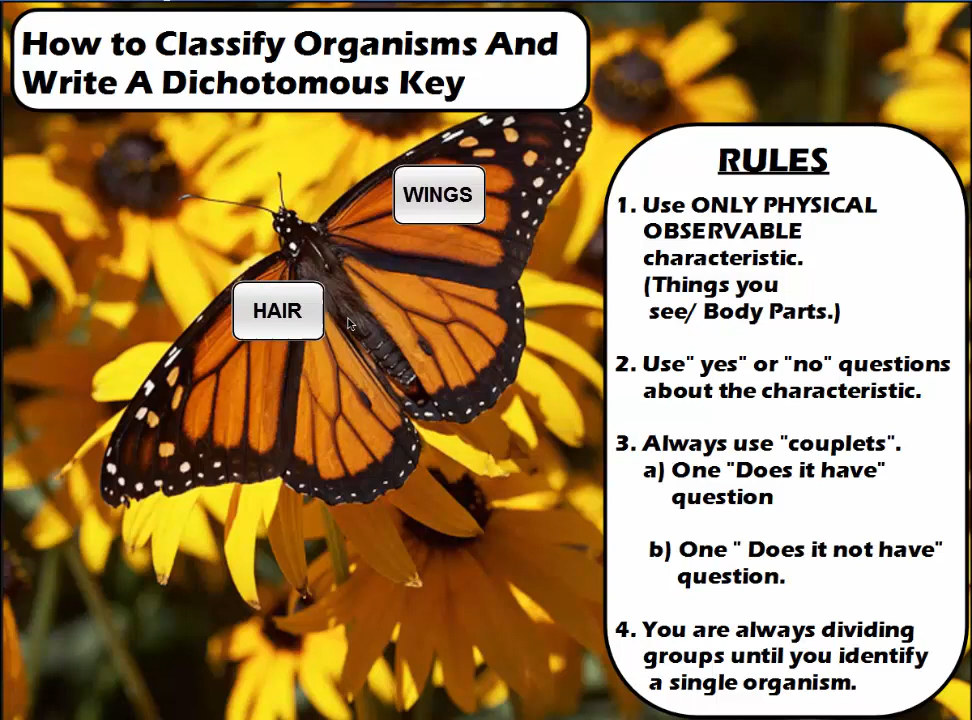 How to Classify Organisms And
Write A Dichotomous Key
WINGS
HAIR
RULES
1. Use ONLY PHYSICAL
OBSERVABLE
characteristic.
(Things you
see/ Body Parts.)
2. Use" yes" or "no" questions
about the characteristic.
3. Always use "couplets".
a) One "Does it have"
question
b) One " Does it not have"
question.
4. You are always dividing
groups until you identify
a single organism.